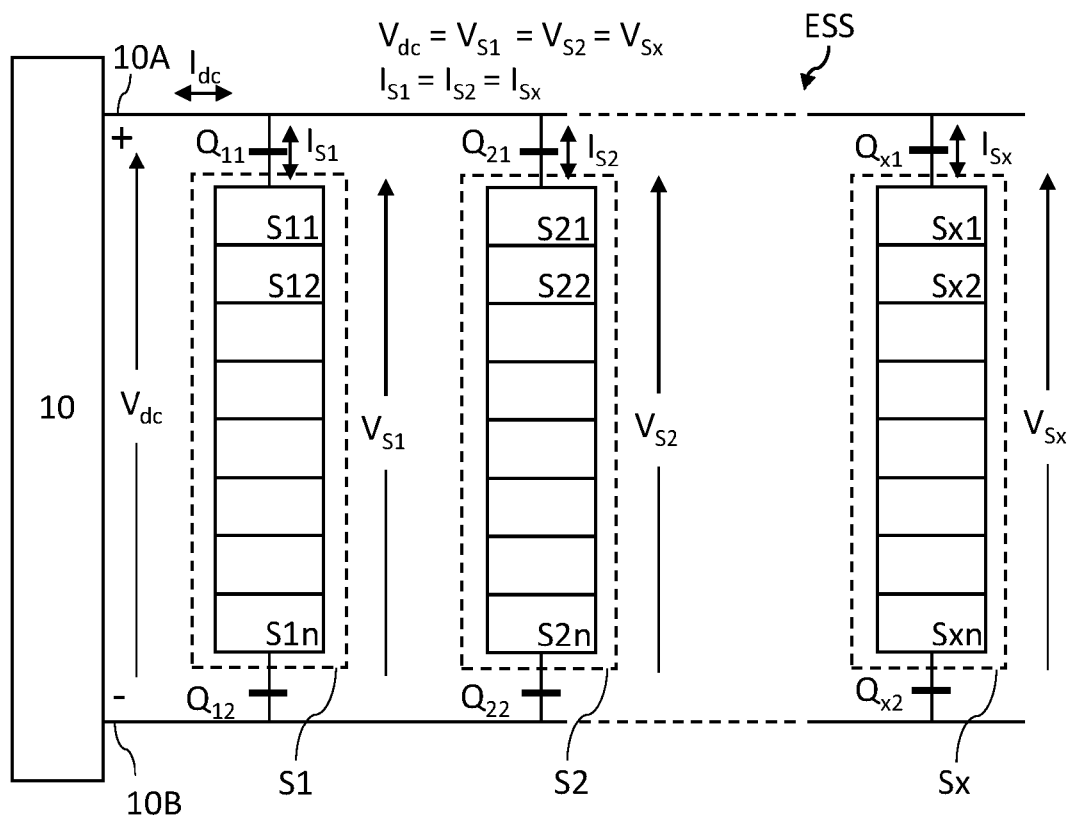 V_dc = V_S1 = V_S2 = V_Sx
I_S1 = I_S2 = I_Sx
ESS
10A
I_dc
+
Q_11
I_S1
Q_21
I_S2
Q_x1
I_Sx
S11
S21
Sx1
S12
S22
Sx2
10
V_dc
V_S1
V_S2
V_Sx
S1n
S2n
Sxn
-
Q_12
Q_22
Q_x2
10B
S1
S2
Sx